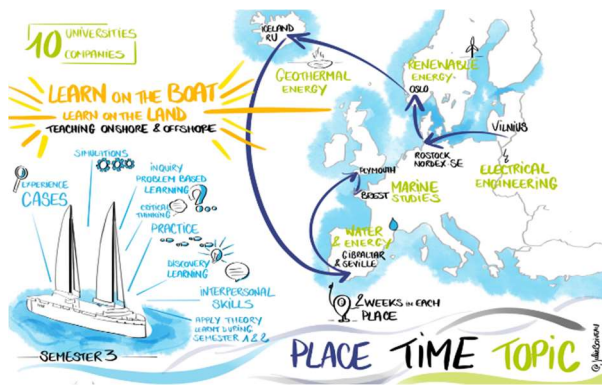 10 UNIVERSITIES
COMPANIES
LEARN ON THE BOAT
LEARN ON THE LAND
TEACHING ONSHORE & OFFSHORE
SIMULATIONS
EXPERIENCE
CASES
INQUIRY
PROBLEM BASED
LEARNING
CRITICAL
THINKING
PRACTICE
DISCOVERY
LEARNING
INTERPERSONAL
SKILLS
APPLY THEORY
LEARNT DURING
SEMESTER 1 & 2
SEMESTER 3
ICELAND
RU
GEOTHERMAL
ENERGY
RENEWABLE
ENERGY
OSLO
VILNIUS
ROSTOCK
NORDEX SE
ELECTRICAL
ENGINEERING
PLYMOUTH
BREST
MARINE
STUDIES
WATER
& ENERGY
GIBRALTAR
& SEVILLE
2 WEEKS IN EACH
PLACE
PLACE TIME TOPIC